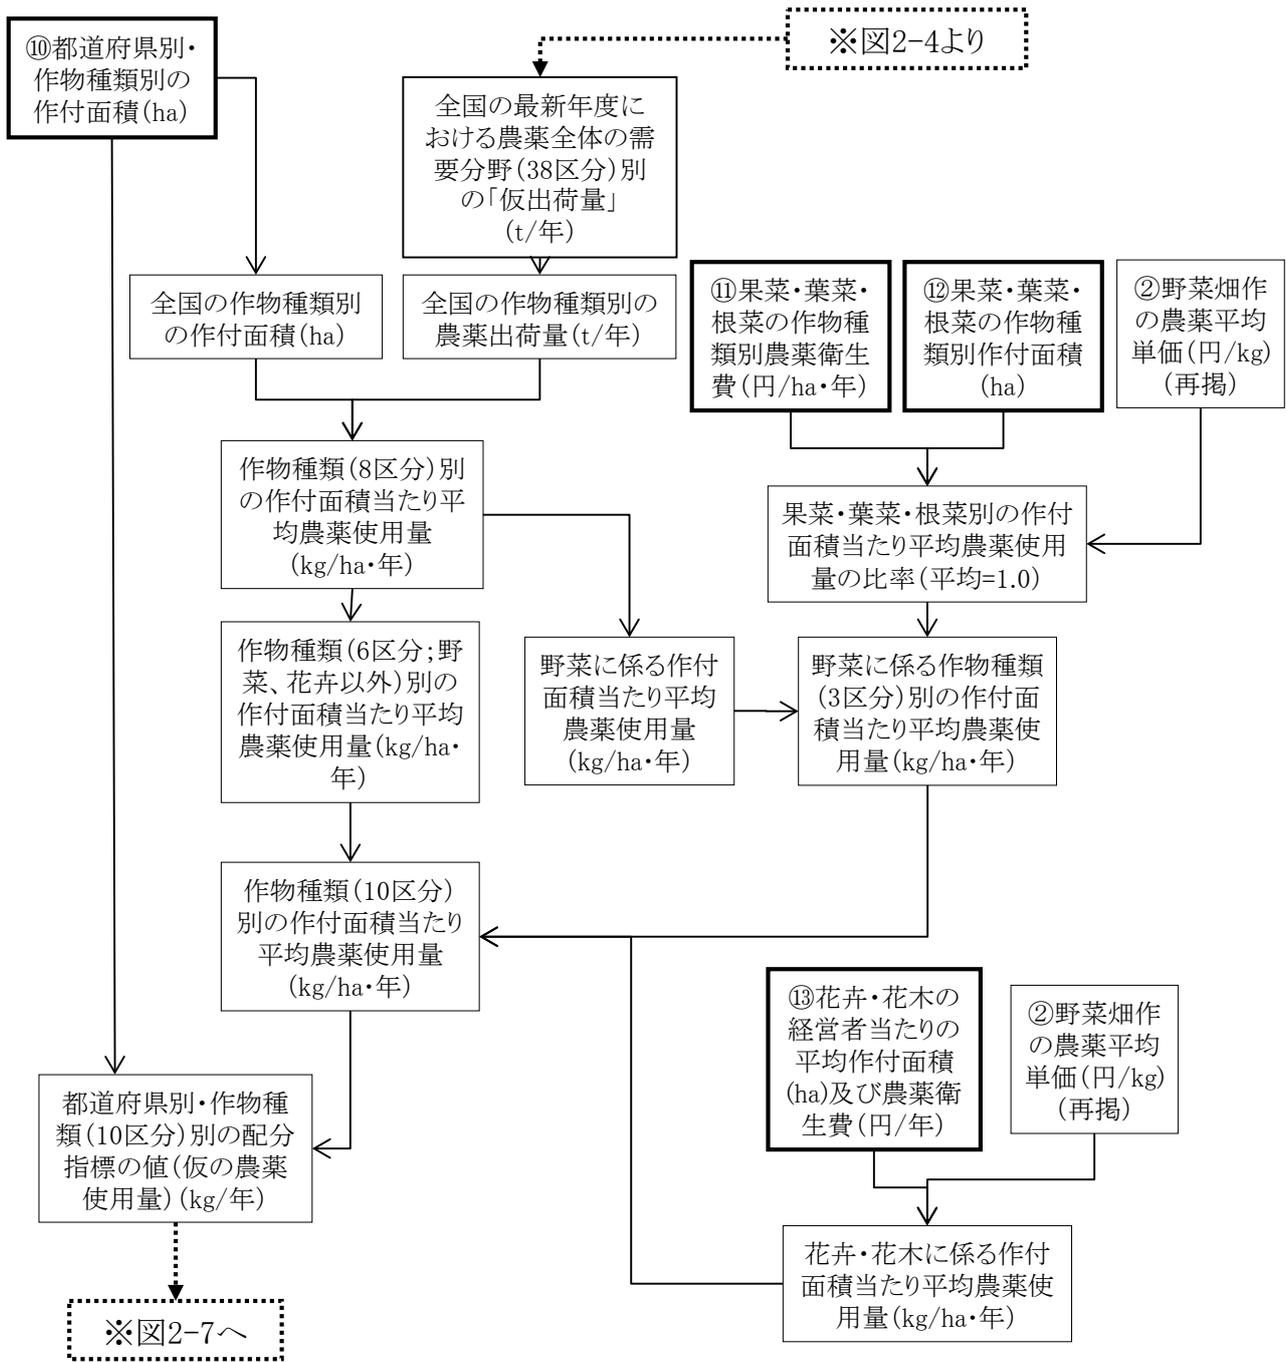 ⑩都道府県別・
作物種類別の
作付面積(ha)
※図2-4より
全国の最新年度に
おける農薬全体の需
要分野(38区分)別
の「仮出荷量」
(t/年)
全国の作物種類別
の作付面積(ha)
全国の作物種類別の
農薬出荷量(t/年)
⑪果菜・葉菜・
根菜の作物種
類別農薬衛生
費(円/ha・年)
⑫果菜・葉菜・
根菜の作物種
類別作付面積
(ha)
②野菜畑作
の農薬平均
単価(円/kg)
(再掲)
作物種類(8区分)別
の作付面積当たり平
均農薬使用量
(kg/ha・年)
果菜・葉菜・根菜別の作付
面積当たり平均農薬使用
量の比率(平均=1.0)
作物種類(6区分;野
菜、花卉以外)別の
作付面積当たり平均
農薬使用量(kg/ha・
年)
野菜に係る作付
面積当たり平均
農薬使用量
(kg/ha・年)
野菜に係る作物種類
(3区分)別の作付面
積当たり平均農薬使
用量(kg/ha・年)
作物種類(10区分)
別の作付面積当たり
平均農薬使用量
(kg/ha・年)
⑬花卉・花木の
経営者当たりの
平均作付面積
(ha)及び農薬衛
生費(円/年)
②野菜畑作
の農薬平均
単価(円/kg)
(再掲)
都道府県別・作物種
類(10区分)別の配分
指標の値(仮の農薬
使用量)(kg/年)
花卉・花木に係る作付
面積当たり平均農薬使
用量(kg/ha・年)
※図2-7へ